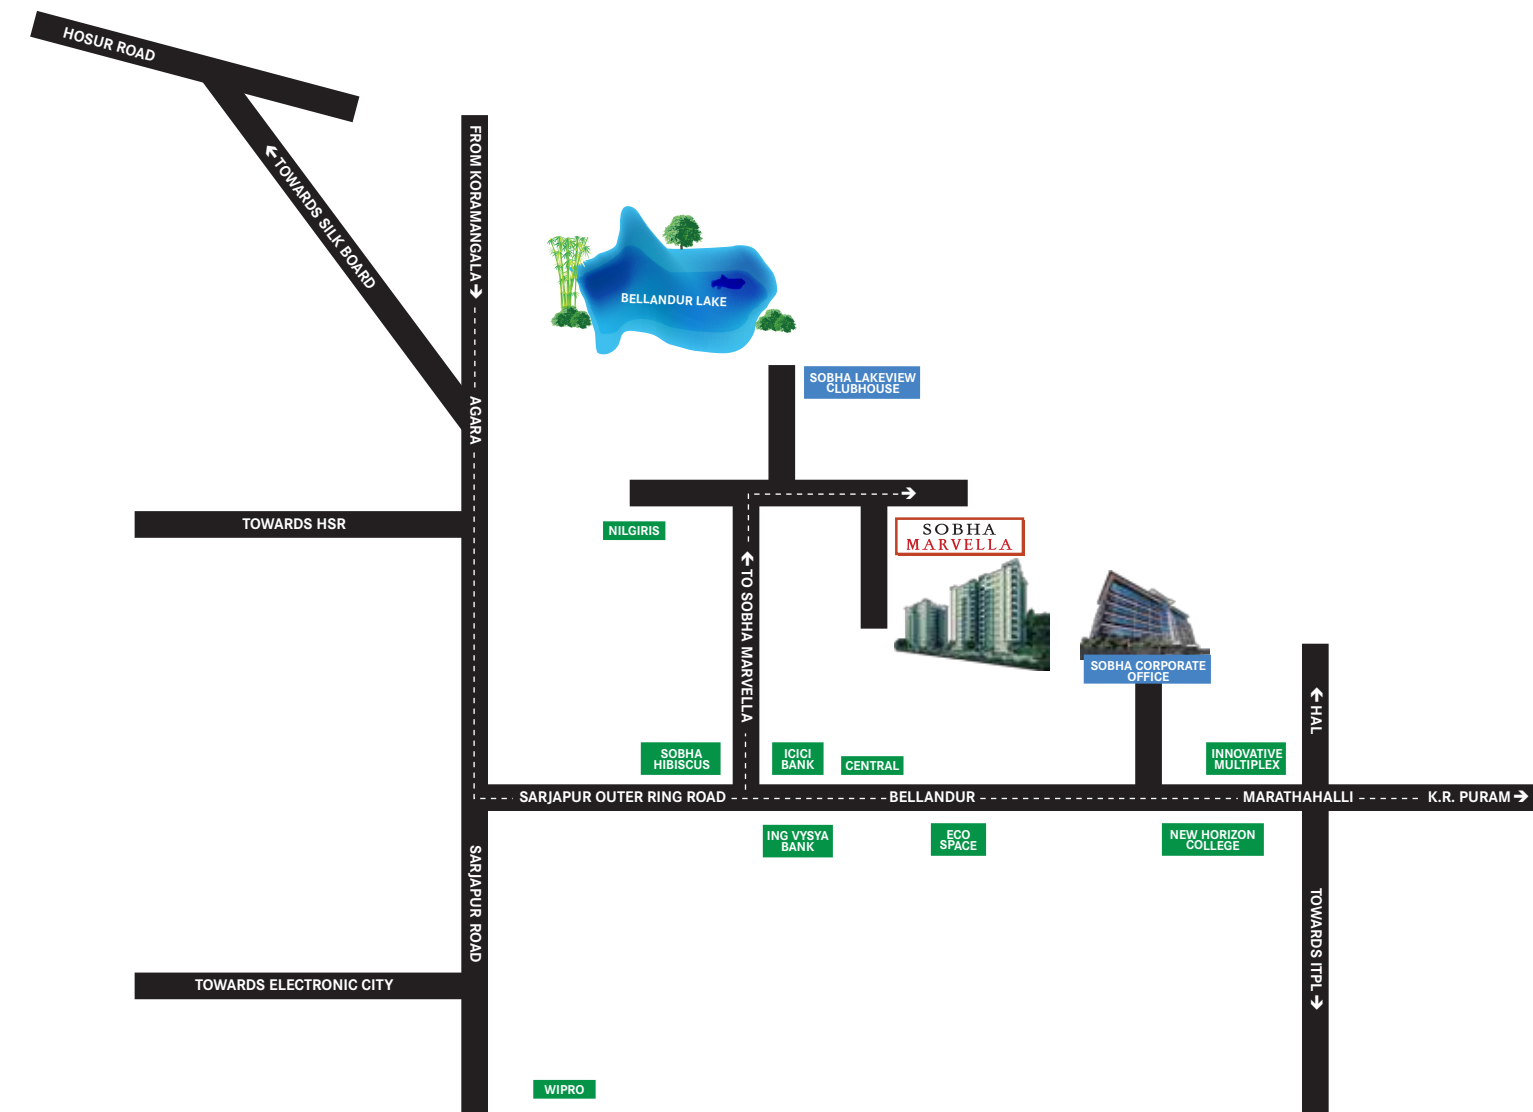 HOSUR ROAD
TOWARDS SILK BOARD
FROM KORAMANGALA
AGARA
BELLANDUR LAKE
SOBHA LAKEVIEW
CLUBHOUSE
TOWARDS HSR
NILGIRIS
SOBHA
MARVELLA
TO SOBHA MARVELLA
SOBHA CORPORATE
OFFICE
HAL
SOBHA
HIBISCUS
ICICI
BANK
CENTRAL
INNOVATIVE
MULTIPLEX
SARJAPUR OUTER RING ROAD
BELLANDUR
MARATHAHALLI
K.R. PURAM
ING VYSYA
BANK
ECO
SPACE
NEW HORIZON
COLLEGE
SARJAPUR ROAD
TOWARDS ITPL
TOWARDS ELECTRONIC CITY
WIPRO